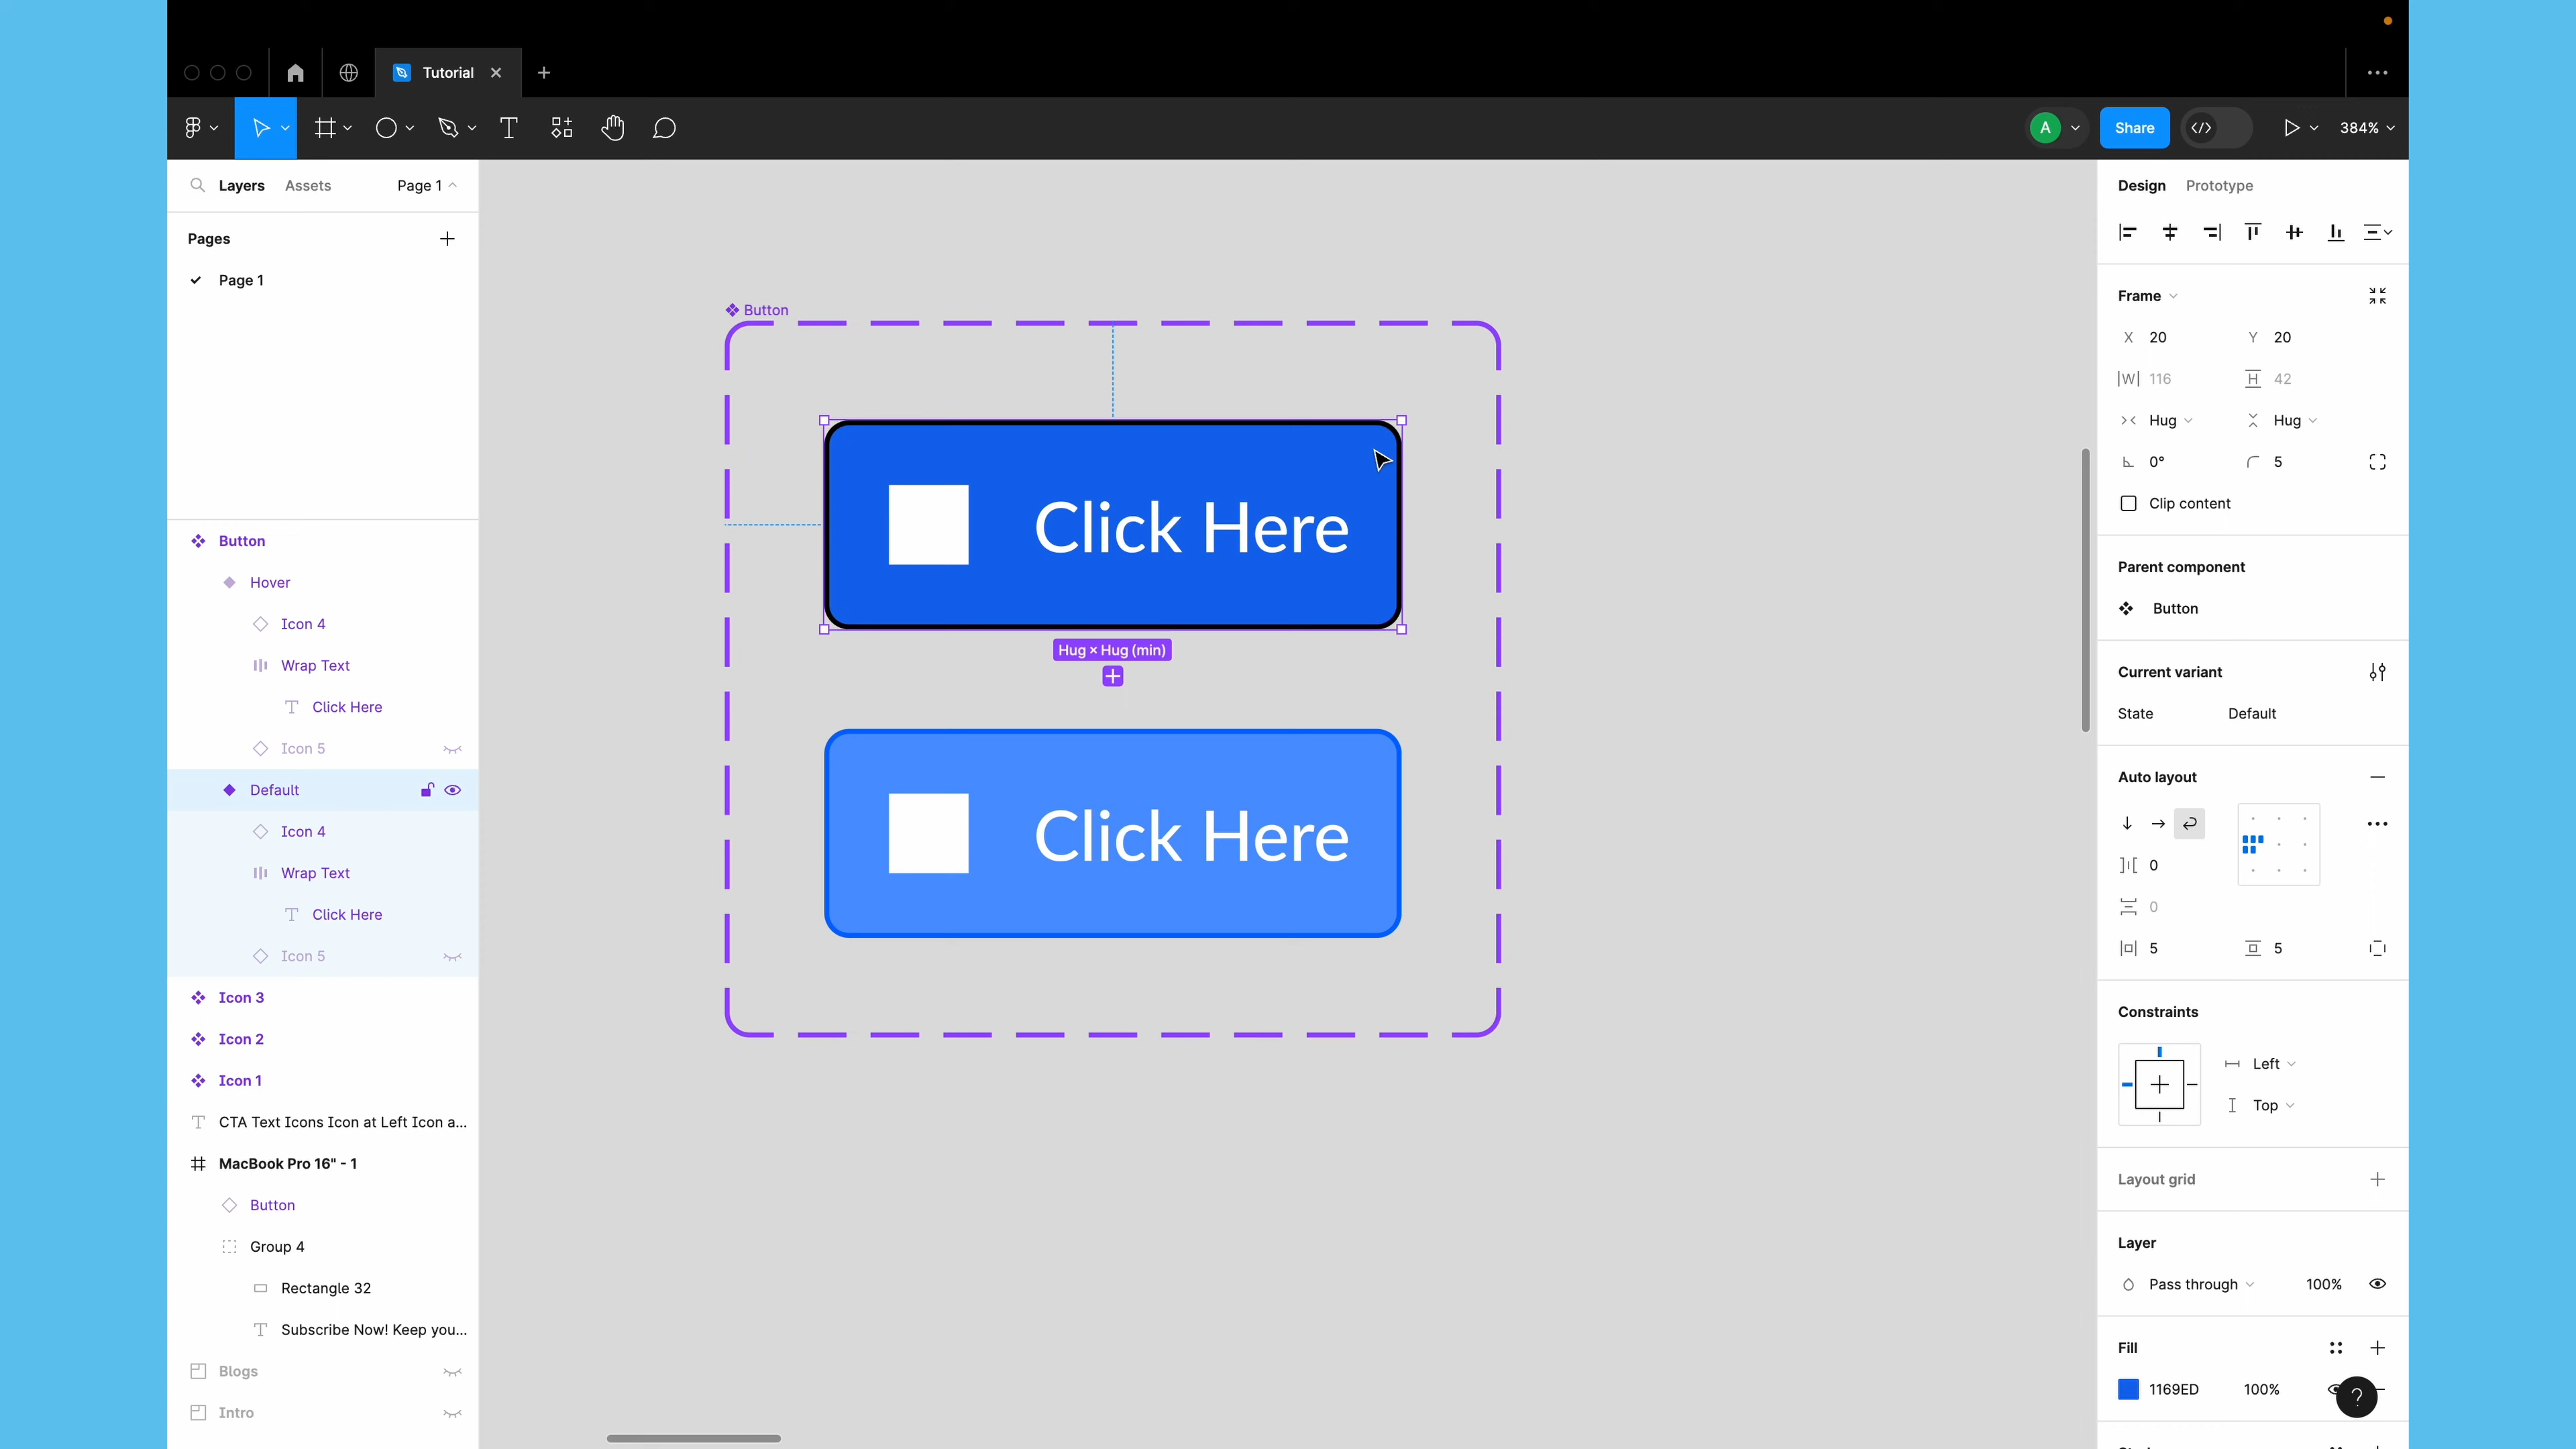 Tutorial
A
Share
384%
Layers
Assets
Page 1
Pages
Page 1
Button
Hover
Icon 4
Wrap Text
Click Here
Icon 5
Default
Icon 4
Wrap Text
Click Here
Icon 5
Icon 3
Icon 2
Icon 1
CTA Text Icons Icon at Left Icon a...
MacBook Pro 16" - 1
Button
Group 4
Rectangle 32
Subscribe Now! Keep you...
Blogs
Intro
Button
Click Here
Hug × Hug (min)
Click Here
Design
Prototype
Frame
X 20
Y 20
W 116
H 42
Hug
Hug
0°
5
Clip content
Parent component
Button
Current variant
State
Default
Auto layout
0
0
5
5
Constraints
Left
Top
Layout grid
Layer
Pass through
100%
Fill
1169ED
100%
?